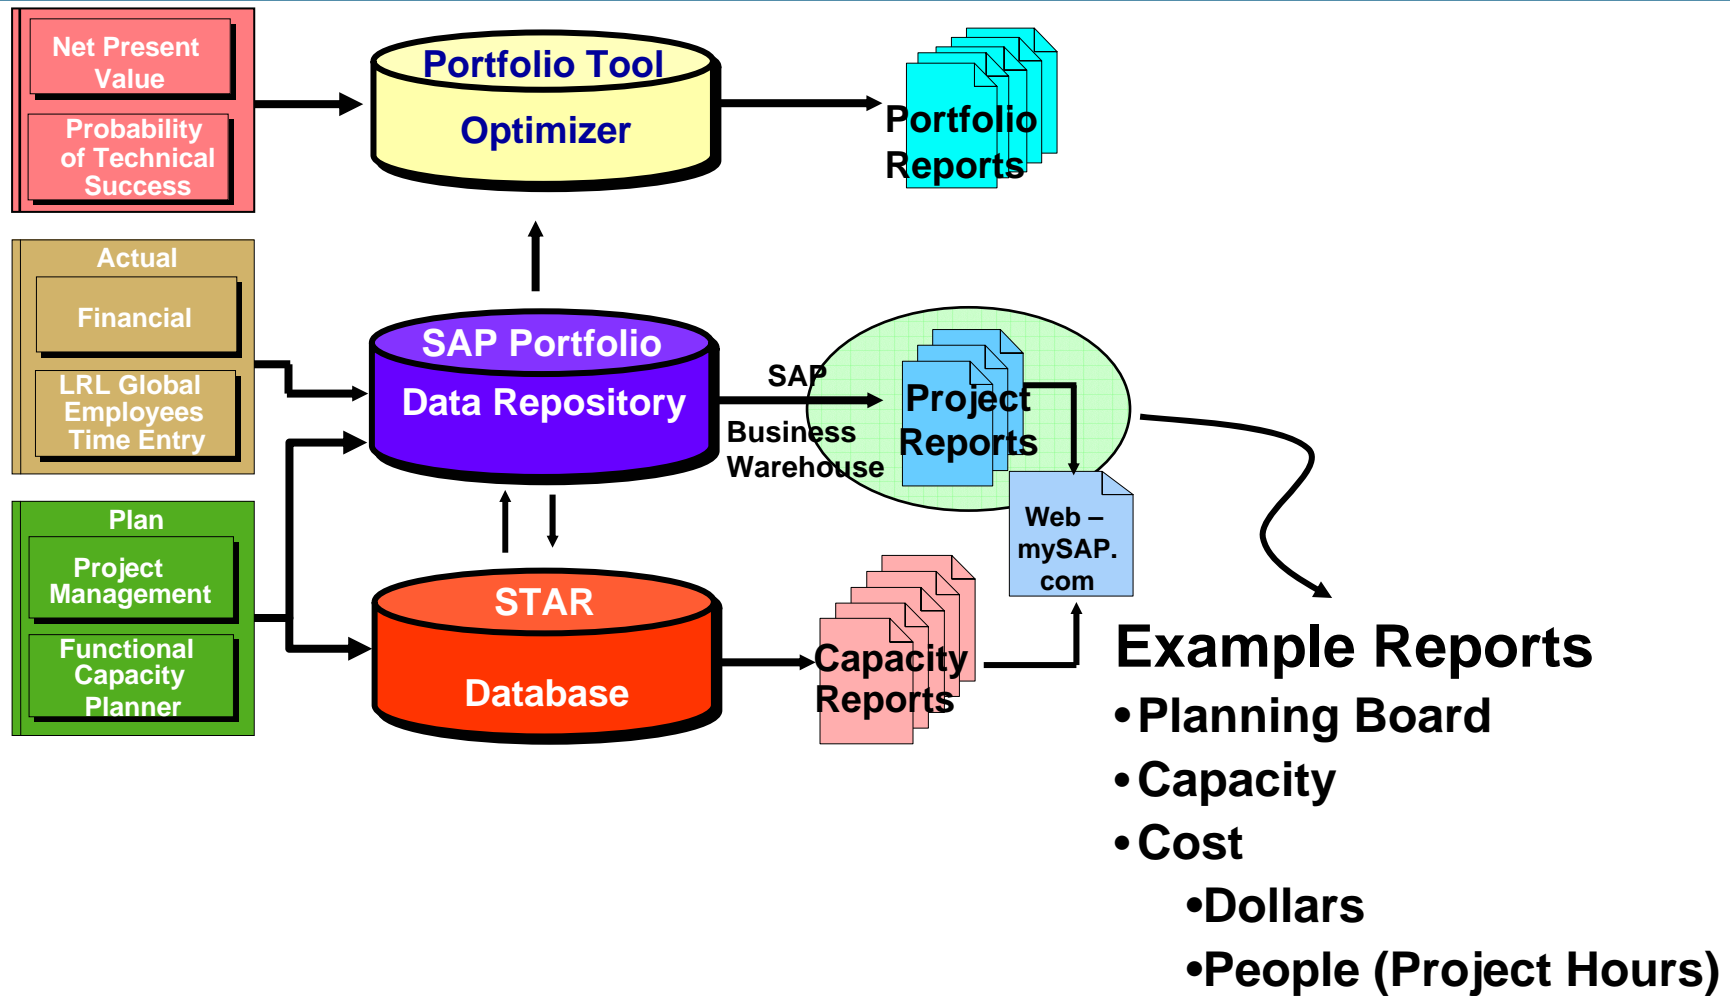 Net Present
Value
Probability
of Technical
Success
Portfolio Tool
Optimizer
Portfolio
Reports
Actual
Financial
LRL Global
Employees
Time Entry
SAP Portfolio
Data Repository
SAP
Business
Warehouse
Project
Reports
Web –
mySAP.
com
Plan
Project
Management
Functional
Capacity
Planner
STAR
Database
Capacity
Reports
Example Reports
•Planning Board
•Capacity
•Cost
•Dollars
•People (Project Hours)